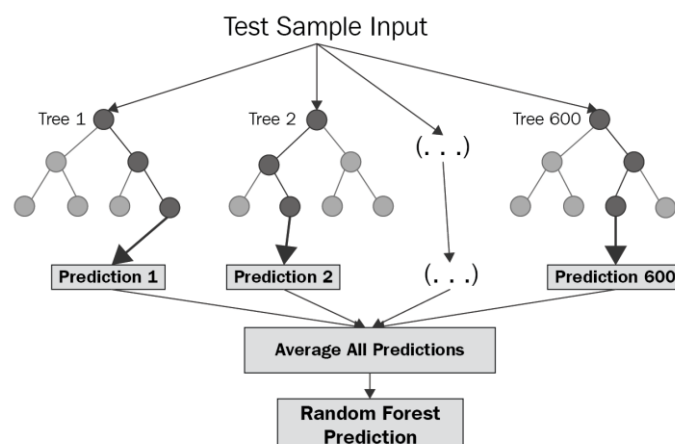 Test Sample Input
Tree 1
Tree 2
(. . .)
Tree 600
Prediction 1
Prediction 2
(. . .)
Prediction 600
Average All Predictions
Random Forest
Prediction